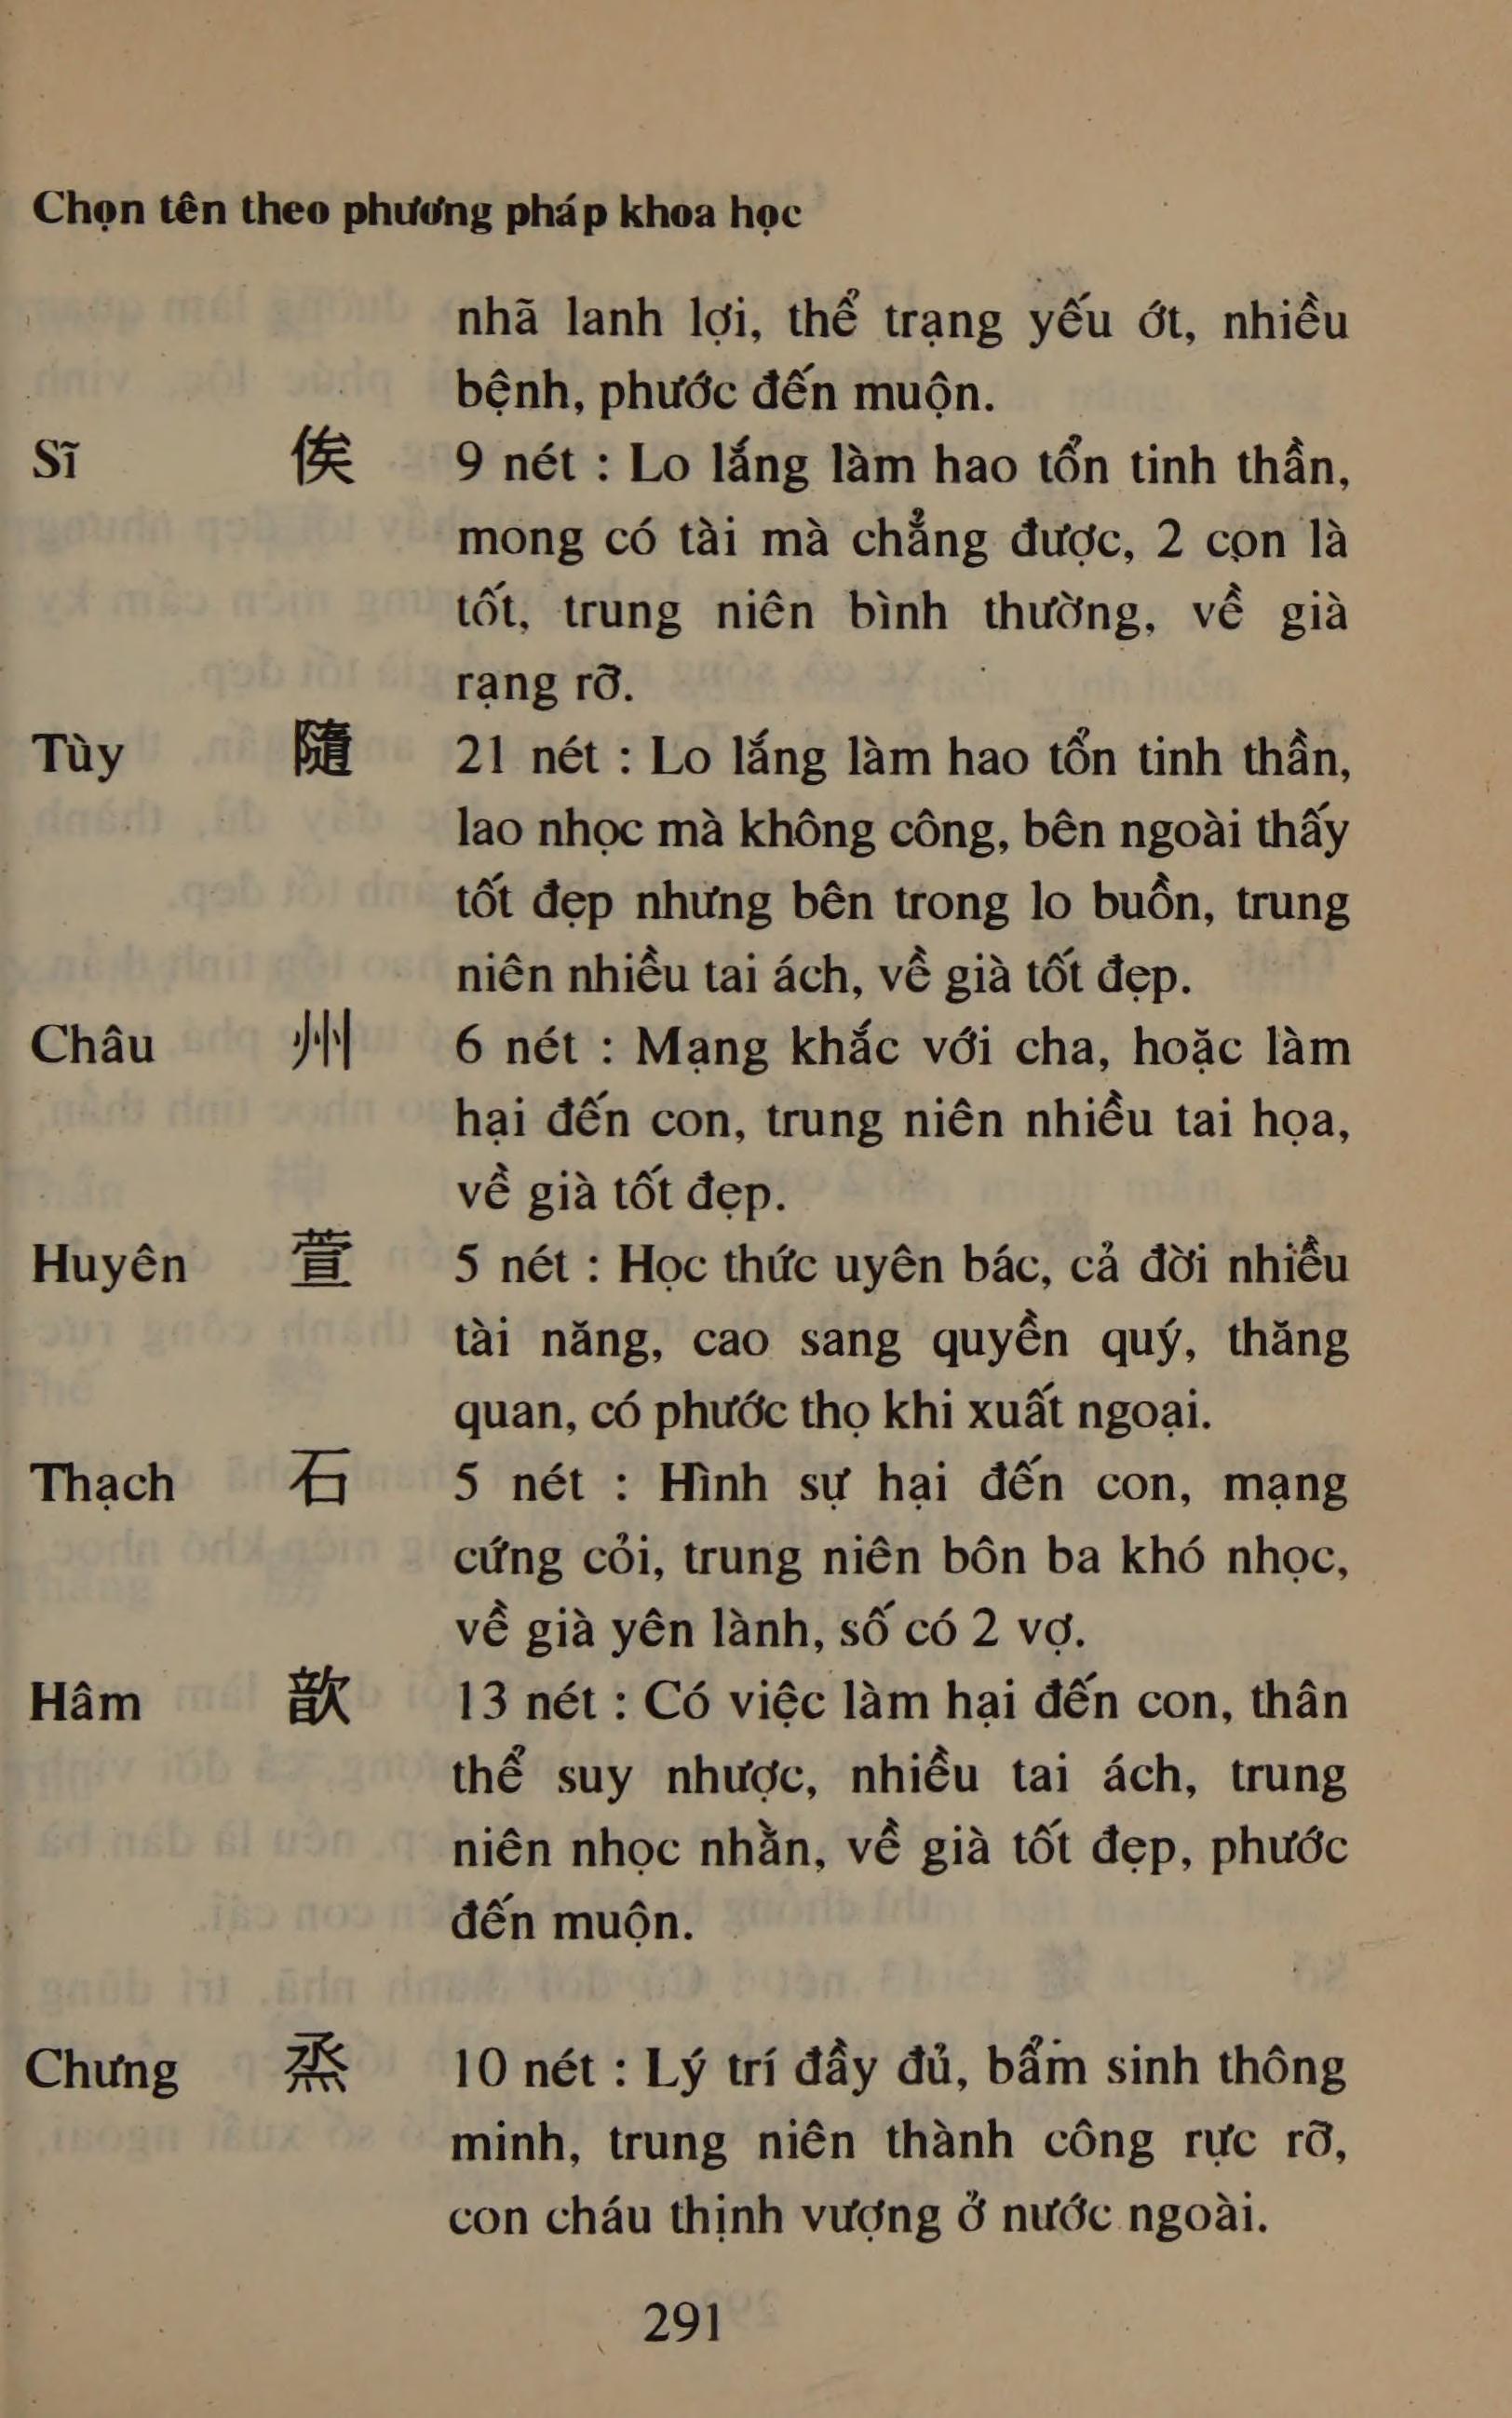 Chọn tên theo phương pháp khoa học
nhã lanh lợi, thể trạng yếu ớt, nhiều
bệnh, phước đến muộn.
Sĩ 俟 9 nét : Lo lắng làm hao tổn tinh thần,
mong có tài mà chẳng được, 2 con là
tốt, trung niên bình thường, về già
rạng rỡ.
Tùy 隨 21 nét : Lo lắng làm hao tổn tinh thần,
lao nhọc mà không công, bên ngoài thấy
tốt đẹp nhưng bên trong lo buồn, trung
niên nhiều tai ách, về già tốt đẹp.
Châu 州 6 nét : Mạng khắc với cha, hoặc làm
hại đến con, trung niên nhiều tai họa,
về già tốt đẹp.
Huyên 萱 5 nét : Học thức uyên bác, cả đời nhiều
tài năng, cao sang quyền quý, thăng
quan, có phước thọ khi xuất ngoại.
Thạch 石 5 nét : Hình sự hại đến con, mạng
cứng cỏi, trung niên bôn ba khó nhọc,
về già yên lành, số có 2 vợ.
Hâm 歆 13 nét : Có việc làm hại đến con, thân
thể suy nhược, nhiều tai ách, trung
niên nhọc nhằn, về già tốt đẹp, phước
đến muộn.
Chưng 烝 10 nét : Lý trí đầy đủ, bẩm sinh thông
minh, trung niên thành công rực rỡ,
con cháu thịnh vượng ở nước ngoài.
291